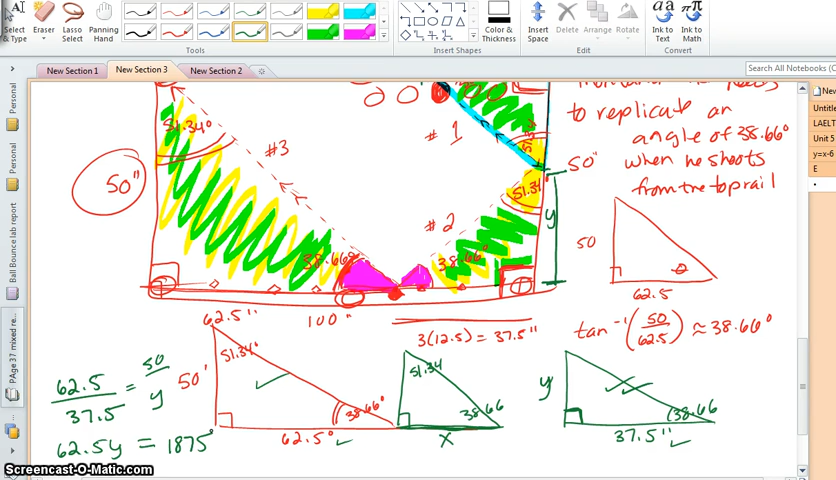 Select & Type
Eraser
Lasso Select
Panning Hand
Color & Thickness
Insert Space
Delete
Arrange
Rotate
Ink to Text
Ink to Math
Tools
Insert Shapes
Edit
Convert
New Section 1
New Section 3
New Section 2
Search All Notebooks (C
Personal
Personal
Ball Bounce lab report
PAge 37 mixed re
New
Untitle
LAELT
Unit 5
y=x-6
E
to replicate an
angle of 38.66°
when he shoots
from the top rail
51.34°
#3
50"
# 1
50"
51.34
y
# 2
38.66°
38.66°
62.5"
100"
3(12.5) = 37.5"
50
62.5
tan⁻¹(50/62.5) ≈ 38.66°
62.5/37.5 = 50/y
62.5y = 1875
50'
51.34°
38.66°
62.5"
51.34
38.66
x
y
38.66
37.5"
Screencast-O-Matic.com